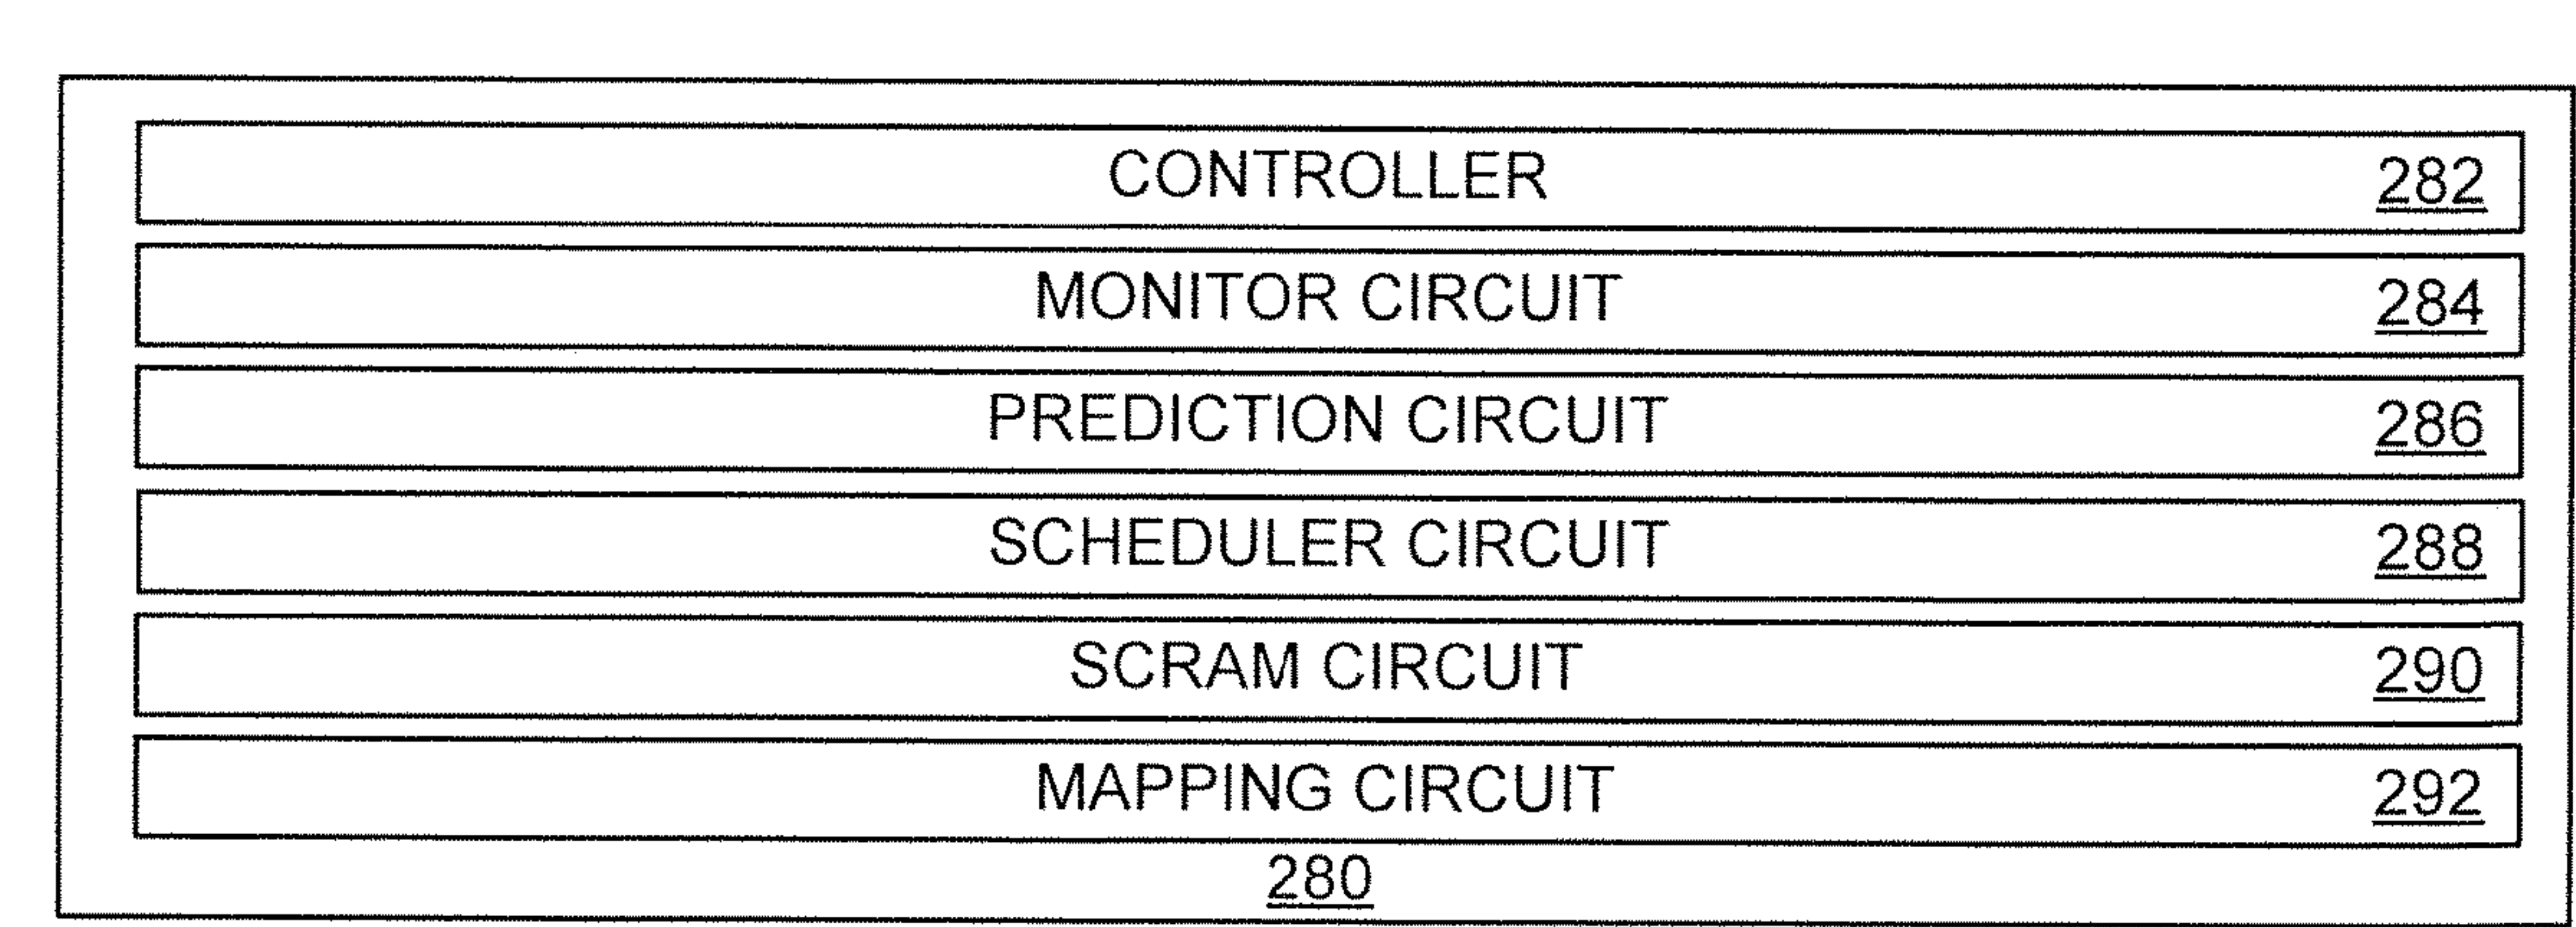 CONTROLLER 282
MONITOR CIRCUIT 284
PREDICTION CIRCUIT 286
SCHEDULER CIRCUIT 288
SCRAM CIRCUIT 290
MAPPING CIRCUIT 292
280